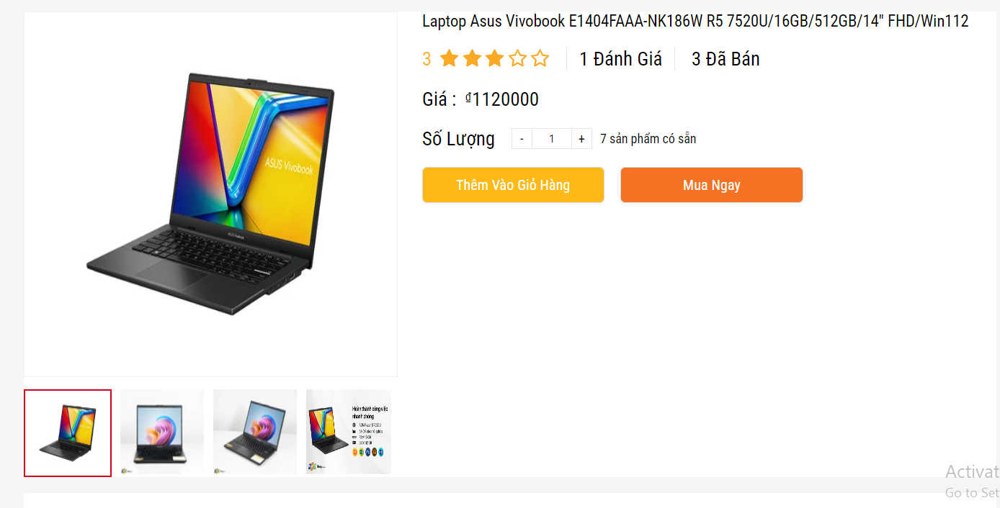 Laptop Asus Vivobook E1404FAAA-NK186W R5 7520U/16GB/512GB/14" FHD/Win112
3
1 Đánh Giá
3 Đã Bán
Giá : ₫1120000
Số Lượng
- 1 +
7 sản phẩm có sẵn
Thêm Vào Giỏ Hàng
Mua Ngay
ASUS Vivobook
ASUS Vivobook
Hoàn thành công việc
nhanh chóng
Activat
Go to Set